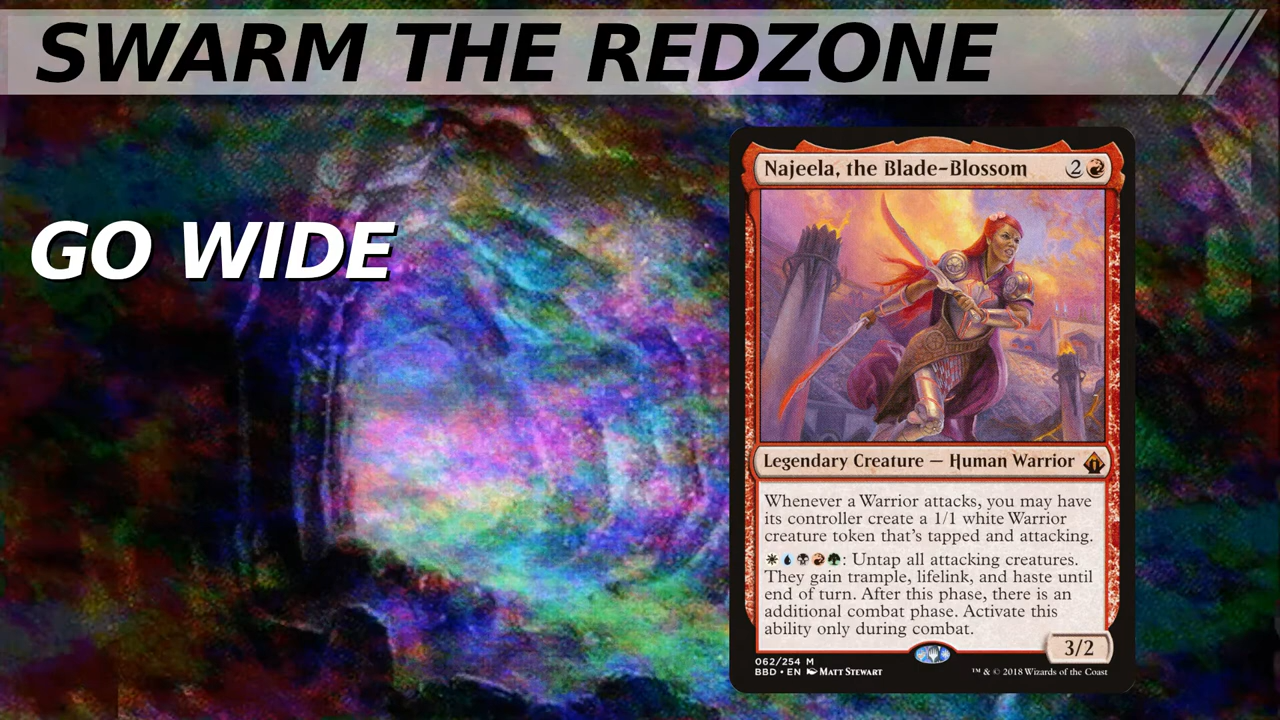 SWARM THE REDZONE
GO WIDE
Najeela, the Blade-Blossom 2
Legendary Creature — Human Warrior
Whenever a Warrior attacks, you may have
its controller create a 1/1 white Warrior
creature token that's tapped and attacking.
: Untap all attacking creatures.
They gain trample, lifelink, and haste until
end of turn. After this phase, there is an
additional combat phase. Activate this
ability only during combat.
3/2
062/254 M
BBD • EN Matt Stewart
™ & © 2018 Wizards of the Coast